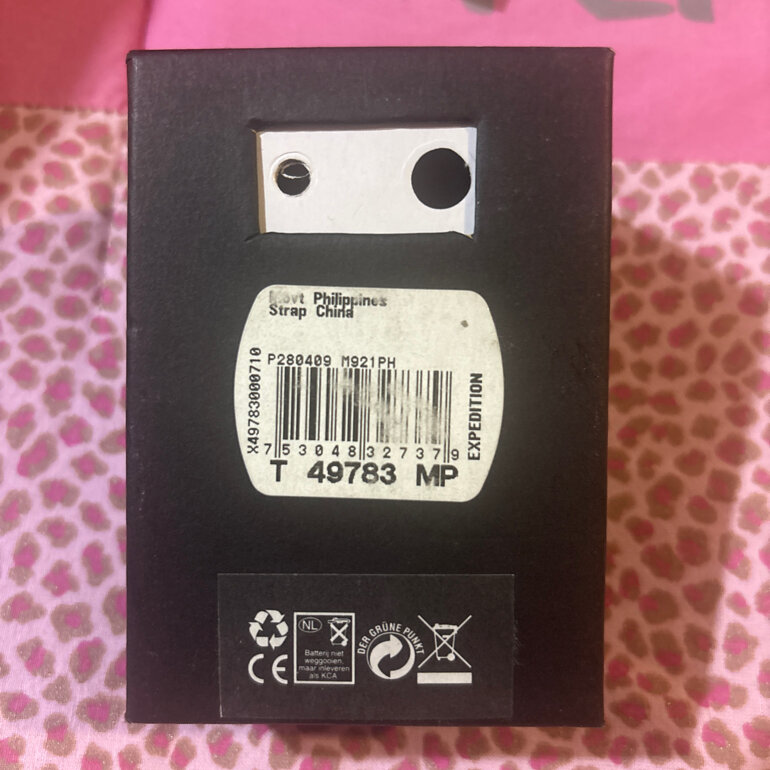 Movt Philippines
Strap China
P280409 M921PH
X49783000710
EXPEDITION
7 53048 32737 9
T 49783 MP
NL
Batterij niet
weggooien,
maar inleveren
als KCA
DER GRÜNE PUNKT
CE